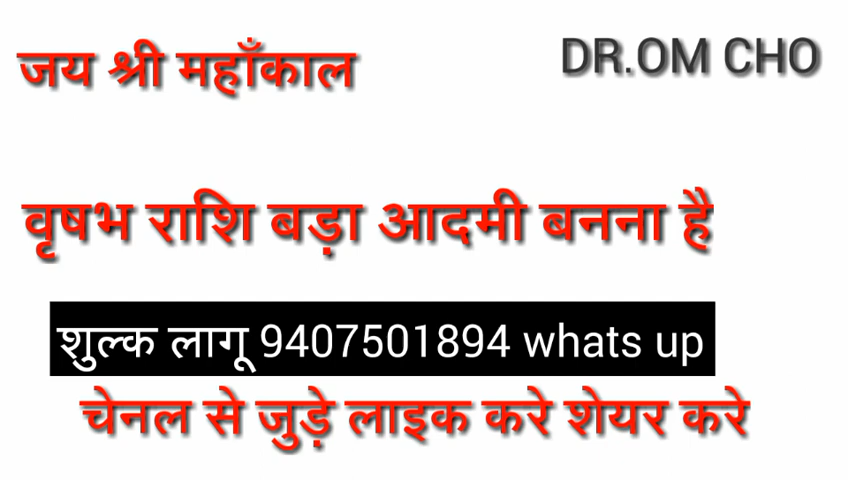 जय श्री महाँकाल
DR.OM CHO
वृषभ राशि बड़ा आदमी बनना है
शुल्क लागू 9407501894 whats up
चेनल से जुड़े लाइक करे शेयर करे